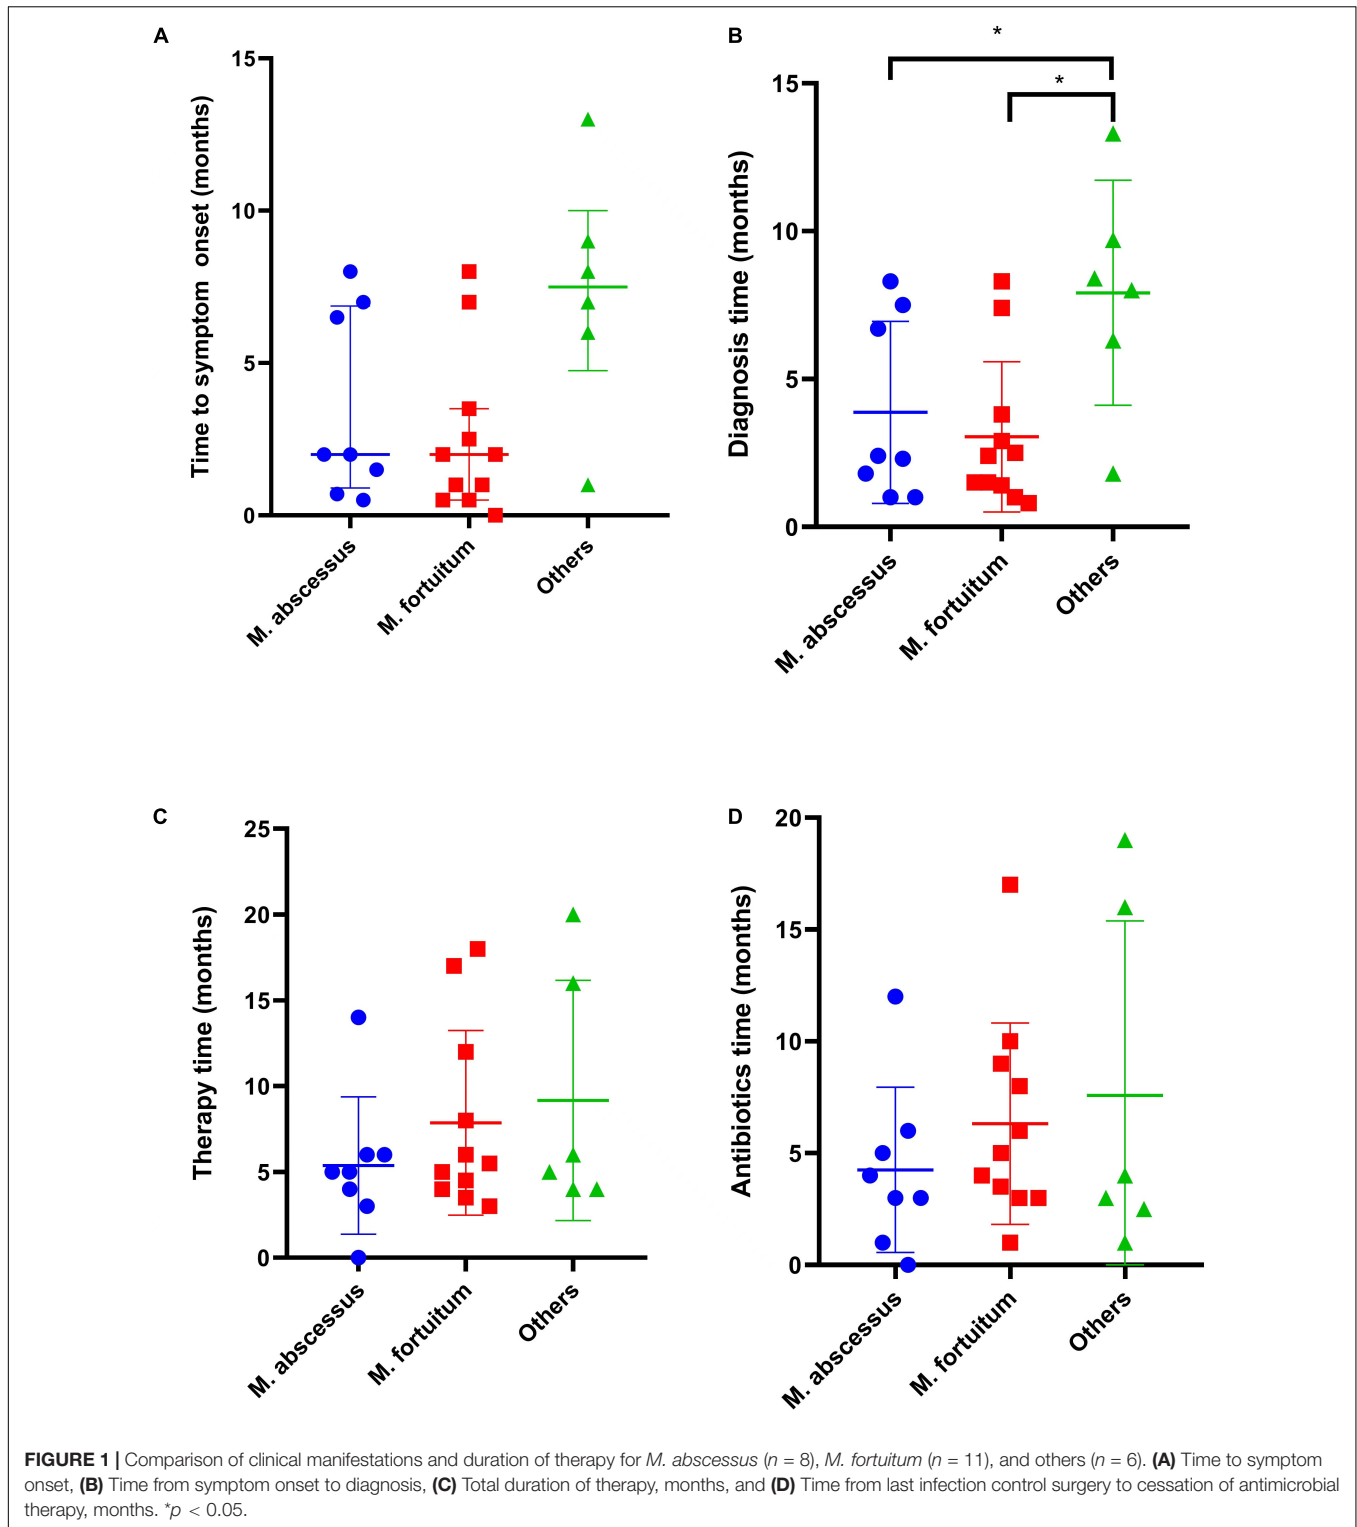 A
15
10
5
0
Time to symptom onset (months)
M. abscessus
M. fortuitum
Others
B
*
*
15
10
5
0
Diagnosis time (months)
M. abscessus
M. fortuitum
Others
C
25
20
15
10
5
0
Therapy time (months)
M. abscessus
M. fortuitum
Others
D
20
15
10
5
0
Antibiotics time (months)
M. abscessus
M. fortuitum
Others
FIGURE 1 | Comparison of clinical manifestations and duration of therapy for M. abscessus (n = 8), M. fortuitum (n = 11), and others (n = 6). (A) Time to symptom
onset, (B) Time from symptom onset to diagnosis, (C) Total duration of therapy, months, and (D) Time from last infection control surgery to cessation of antimicrobial
therapy, months. *p < 0.05.